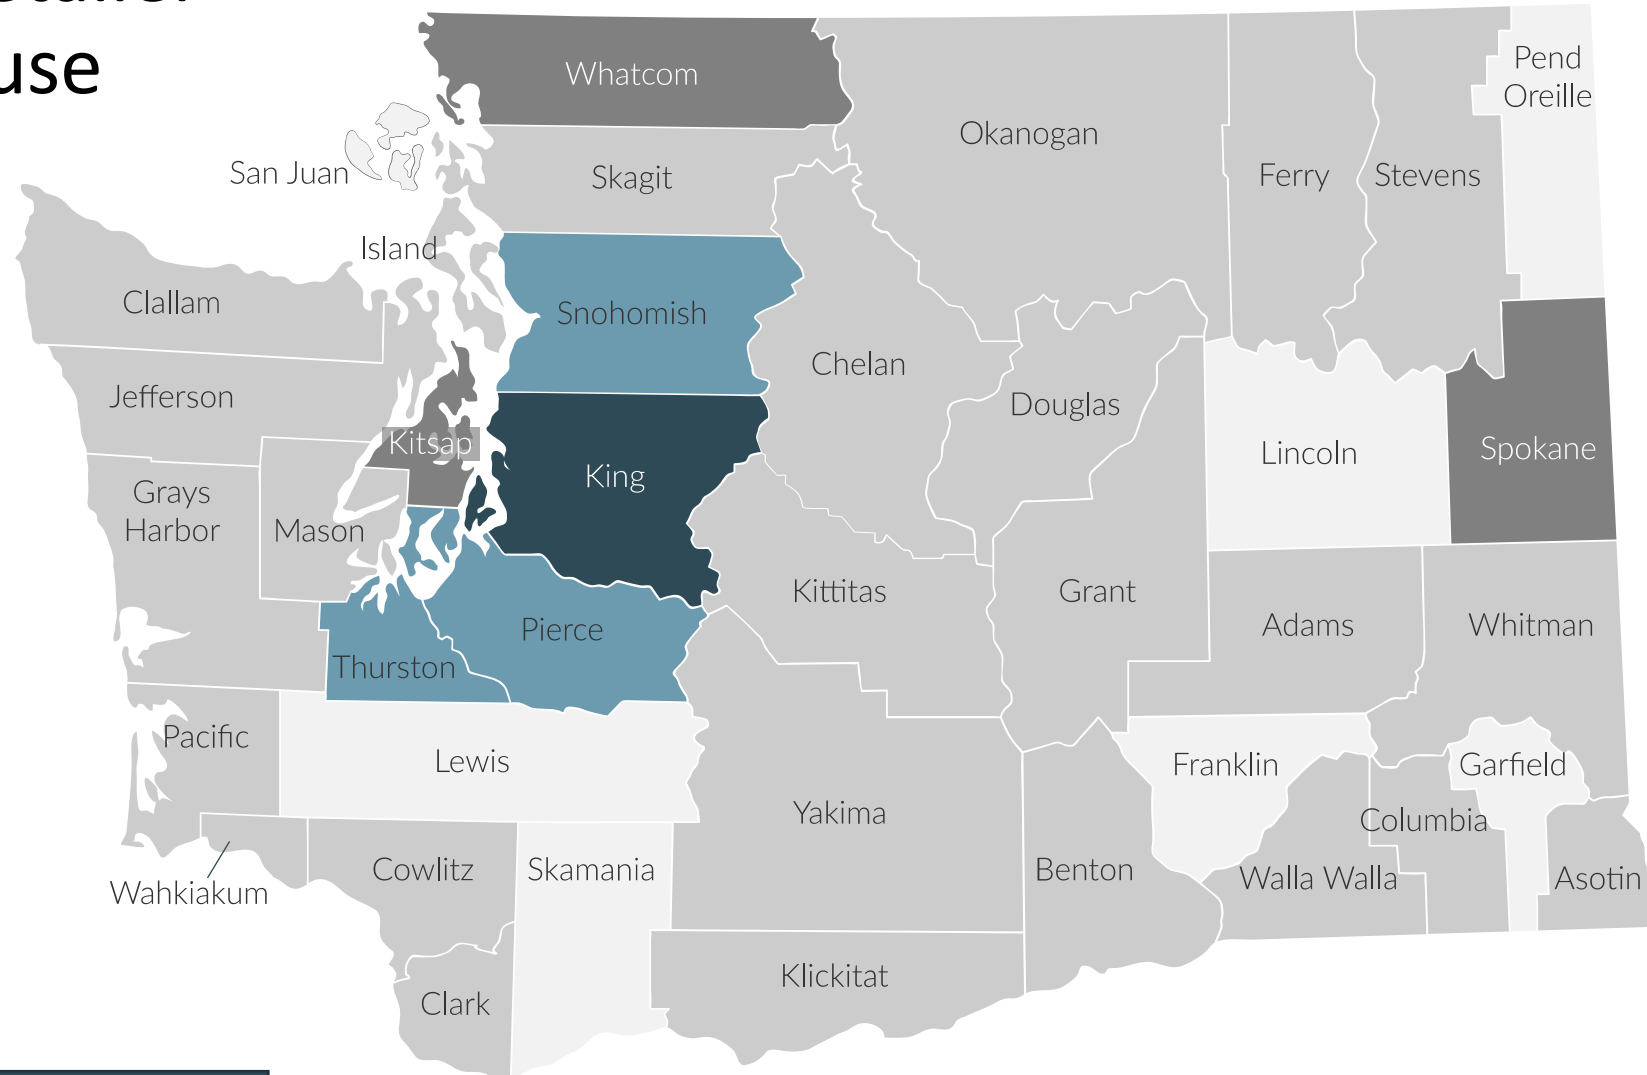 use
Whatcom
Pend
Oreille
Okanogan
San Juan
Skagit
Ferry
Stevens
Island
Clallam
Snohomish
Chelan
Jefferson
Douglas
Kitsap
Lincoln
Spokane
King
Grays
Harbor
Mason
Kittitas
Grant
Adams
Whitman
Pierce
Thurston
Pacific
Lewis
Franklin
Garfield
Yakima
Columbia
Wahkiakum
Cowlitz
Skamania
Benton
Walla Walla
Asotin
Klickitat
Clark